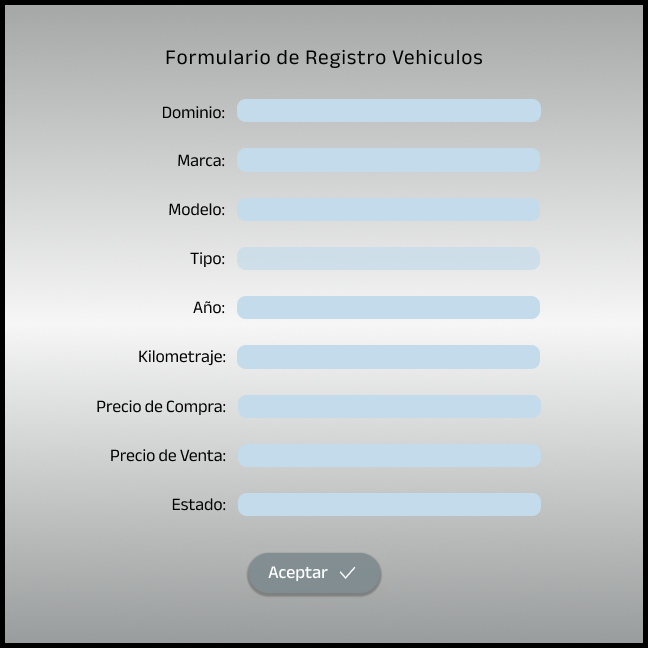 Formulario de Registro Vehiculos
Dominio:
Marca:
Modelo:
Tipo:
Año:
Kilometraje:
Precio de Compra:
Precio de Venta:
Estado:
Aceptar